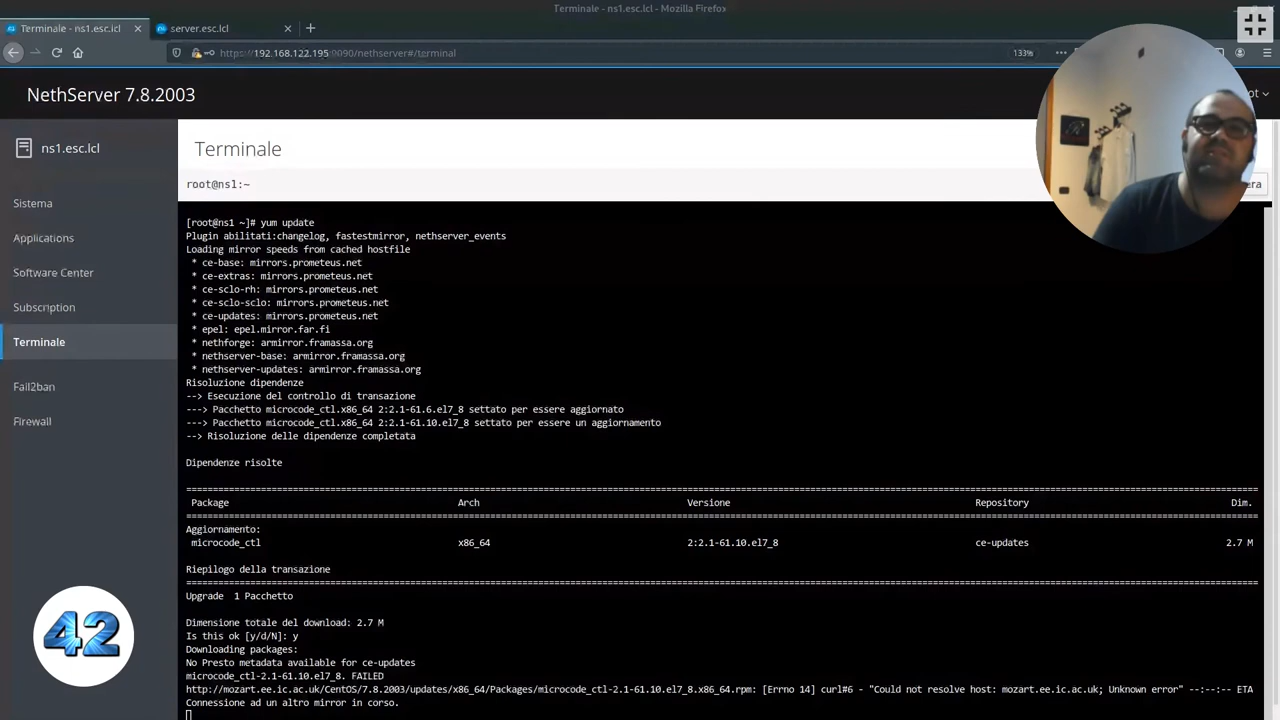 Terminale - ns1.esc.lcl - Mozilla Firefox
Terminale - ns1.esc.lcl
server.esc.lcl
https://192.168.122.195:9090/nethserver#/terminal
133%
NethServer 7.8.2003
ot
ns1.esc.lcl
Terminale
root@ns1:~
era
Sistema
Applications
Software Center
Subscription
Terminale
Fail2ban
Firewall
[root@ns1 ~]# yum update
Plugin abilitati:changelog, fastestmirror, nethserver_events
Loading mirror speeds from cached hostfile
* ce-base: mirrors.prometeus.net
* ce-extras: mirrors.prometeus.net
* ce-sclo-rh: mirrors.prometeus.net
* ce-sclo-sclo: mirrors.prometeus.net
* ce-updates: mirrors.prometeus.net
* epel: epel.mirror.far.fi
* nethforge: armirror.framassa.org
* nethserver-base: armirror.framassa.org
* nethserver-updates: armirror.framassa.org
Risoluzione dipendenze
--> Esecuzione del controllo di transazione
---> Pacchetto microcode_ctl.x86_64 2:2.1-61.6.el7_8 settato per essere aggiornato
---> Pacchetto microcode_ctl.x86_64 2:2.1-61.10.el7_8 settato per essere un aggiornamento
--> Risoluzione delle dipendenze completata
Dipendenze risolte
Package Arch Versione Repository Dim.
Aggiornamento:
microcode_ctl x86_64 2:2.1-61.10.el7_8 ce-updates 2.7 M
Riepilogo della transazione
Upgrade 1 Pacchetto
Dimensione totale del download: 2.7 M
Is this ok [y/d/N]: y
Downloading packages:
No Presto metadata available for ce-updates
microcode_ctl-2.1-61.10.el7_8. FAILED
http://mozart.ee.ic.ac.uk/CentOS/7.8.2003/updates/x86_64/Packages/microcode_ctl-2.1-61.10.el7_8.x86_64.rpm: [Errno 14] curl#6 - "Could not resolve host: mozart.ee.ic.ac.uk; Unknown error" --:--:-- ETA
Connessione ad un altro mirror in corso.
42